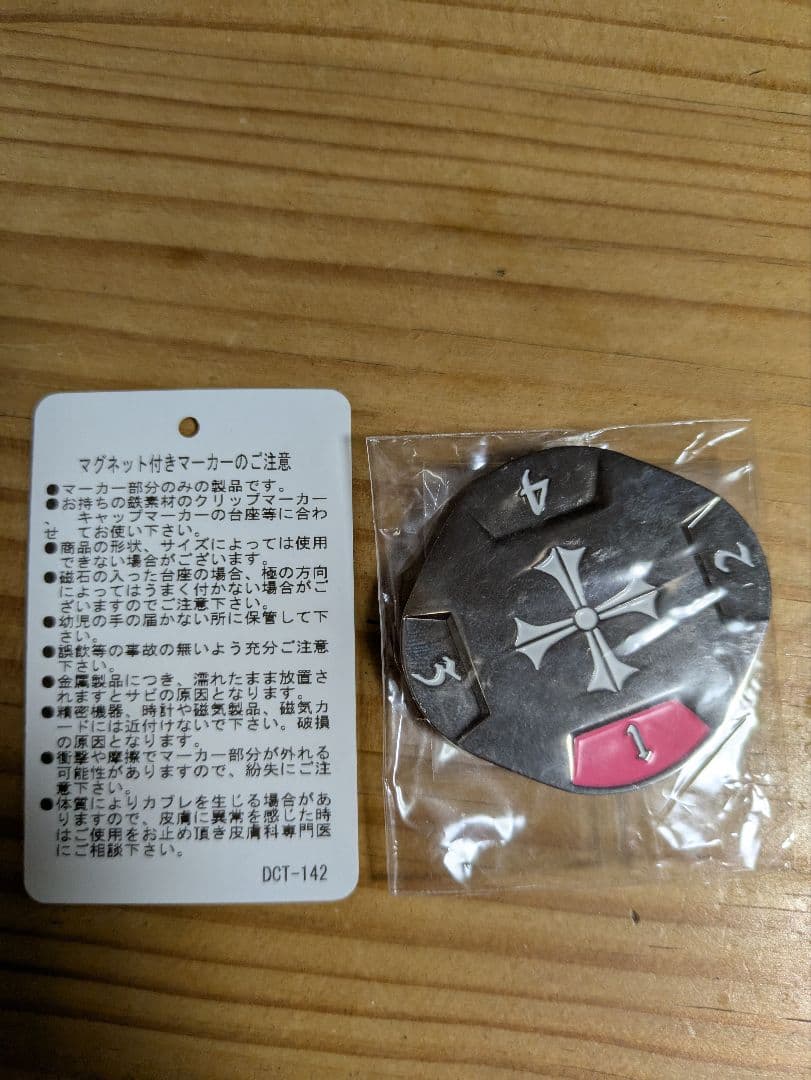 マグネット付きマーカーのご注意
●マーカー部分のみの製品です。
●お持ちの鉄素材のクリップマーカー
、 キャップマーカーの台座等に合わ
せ てお使い下さい。
●商品の形状、サイズによっては使用
できない場合がございます。
●磁石の入った台座の場合、極の方向
によってはうまく付かない場合がご
ざいますのでご注意下さい。
●幼児の手の届かない所に保管して下
さい。
●誤飲等の事故の無いよう充分ご注意
下さい。
●金属製品につき、濡れたまま放置さ
れますとサビの原因となります。
●精密機器、時計や磁気製品、磁気カ
ードには近付けないで下さい。破損
の原因となります。
●衝撃や摩擦でマーカー部分が外れる
可能性がありますので、紛失にご注
意下さい。
●体質によりカブレを生じる場合があ
りますので、皮膚に異常を感じた時
はご使用をお止め頂き皮膚科専門医
にご相談下さい。
DCT-142
4
2
3
1